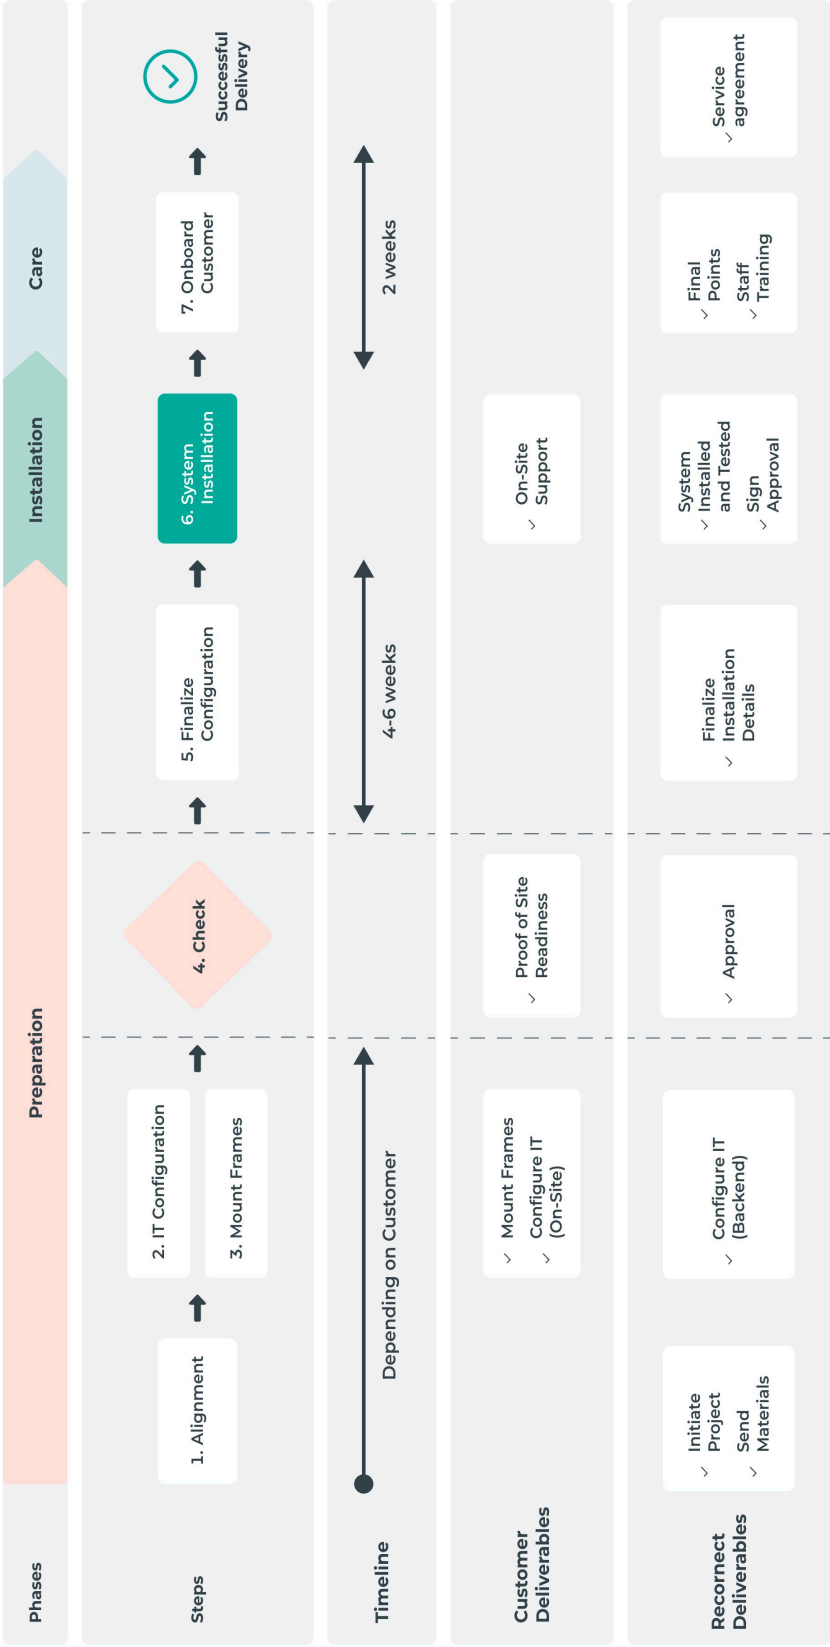 Phases
Preparation
Installation
Care
Steps
1. Alignment
2. IT Configuration
3. Mount Frames
4. Check
5. Finalize
Configuration
6. System
Installation
7. Onboard
Customer
Successful
Delivery
Timeline
Depending on Customer
4-6 weeks
2 weeks
Customer
Deliverables
Mount Frames
Configure IT
(On-Site)
Proof of Site
Readiness
On-Site
Support
Recornect
Deliverables
Initiate
Project
Send
Materials
Configure IT
(Backend)
Approval
Finalize
Installation
Details
System
Installed
and Tested
Sign
Approval
Final
Points
Staff
Training
Service
agreement